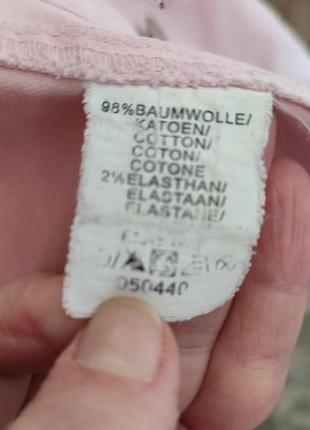 98%BAUMWOLLE/
KATOEN/
COTTON/
COTON/
COTONE
2%ELASTHAN/
ELASTAAN/
ELASTANE/
050440